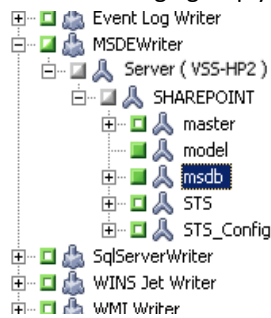 Event Log Writer
MSDEWriter
Server ( VSS-HP2 )
SHAREPOINT
master
model
msdb
STS
STS_Config
SqlServerWriter
WINS Jet Writer
WMI Writer